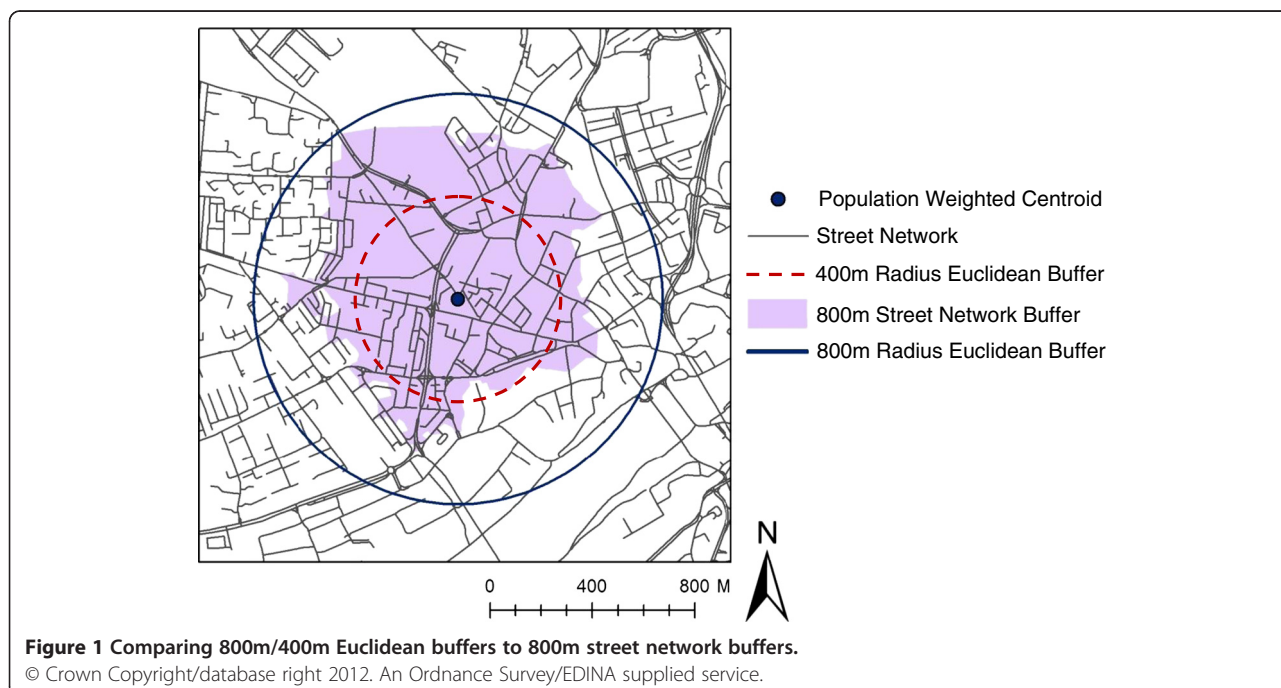 Population Weighted Centroid
Street Network
400m Radius Euclidean Buffer
800m Street Network Buffer
800m Radius Euclidean Buffer
N
0 400 800 M
Figure 1 Comparing 800m/400m Euclidean buffers to 800m street network buffers.
© Crown Copyright/database right 2012. An Ordnance Survey/EDINA supplied service.